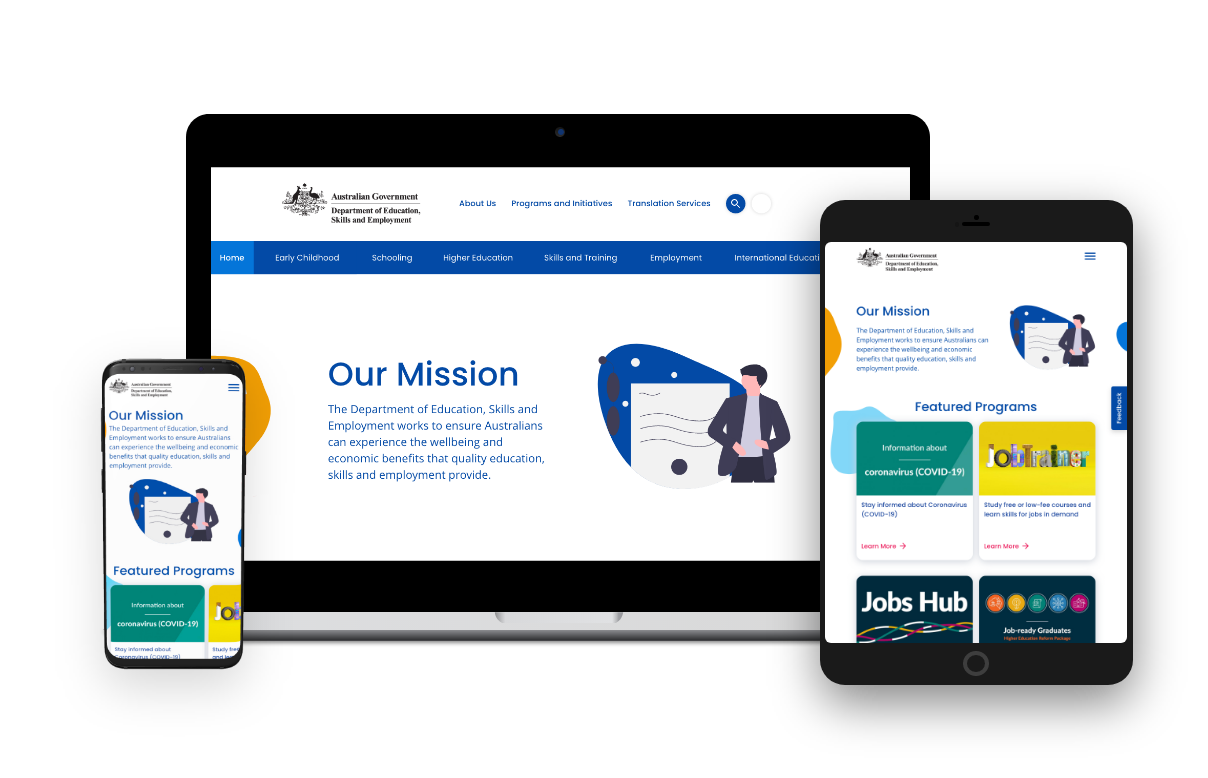 Australian Government
Department of Education,
Skills and Employment
About Us Programs and Initiatives Translation Services
Home Early Childhood Schooling Higher Education Skills and Training Employment International Educati
Our Mission
The Department of Education, Skills and
Employment works to ensure Australians
can experience the wellbeing and
economic benefits that quality education,
skills and employment provide.
Australian Government
Department of Education,
Skills and Employment
Our Mission
The Department of Education, Skills and
Employment works to ensure Australians
can experience the wellbeing and economic
benefits that quality education, skills and
employment provide.
Featured Programs
Information about
coronavirus (COVID-19)
Job
Stay informed about
Coronavirus (COVID-19)
Study free
and lea
Australian Government
Department of Education,
Skills and Employment
Our Mission
The Department of Education, Skills and
Employment works to ensure Australians can
experience the wellbeing and economic
benefits that quality education, skills and
employment provide.
Feedback
Featured Programs
Information about
coronavirus (COVID-19)
JobTrainer
Stay informed about Coronavirus
(COVID-19)
Learn More
Study free or low-fee courses and
learn skills for jobs in demand
Learn More
Jobs Hub
Job-ready Graduates
Higher Education Reform Package